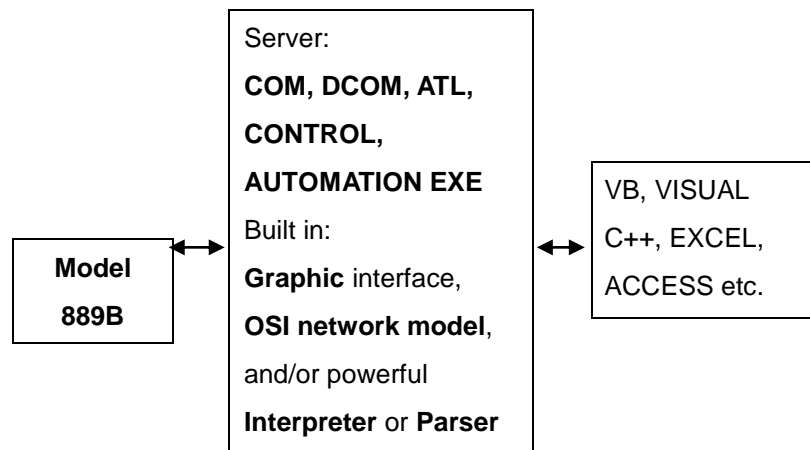 Model
889B
Server:
COM, DCOM, ATL,
CONTROL,
AUTOMATION EXE
Built in:
Graphic interface,
OSI network model,
and/or powerful
Interpreter or Parser
VB, VISUAL
C++, EXCEL,
ACCESS etc.